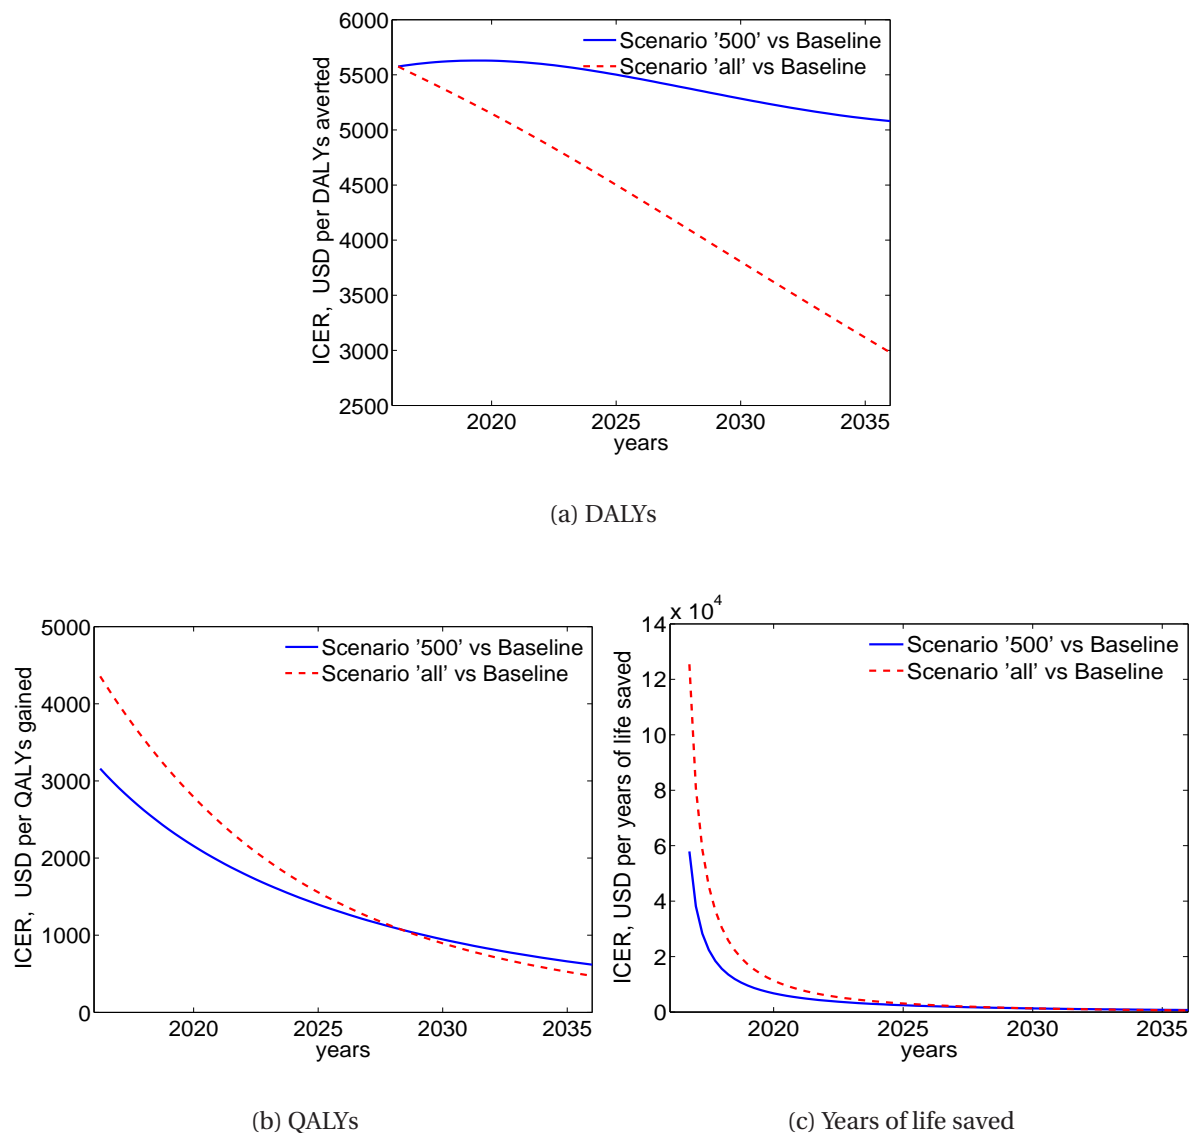 6000
5500
5000
4500
4000
3500
3000
2500
ICER, USD per DALYs averted
Scenario '500' vs Baseline
Scenario 'all' vs Baseline
2020 2025 2030 2035
years
(a) DALYs
5000
4000
3000
2000
1000
0
ICER, USD per QALYs gained
Scenario '500' vs Baseline
Scenario 'all' vs Baseline
2020 2025 2030 2035
years
(b) QALYs
x 10^4
14
12
10
8
6
4
2
0
ICER, USD per years of life saved
Scenario '500' vs Baseline
Scenario 'all' vs Baseline
2020 2025 2030 2035
years
(c) Years of life saved